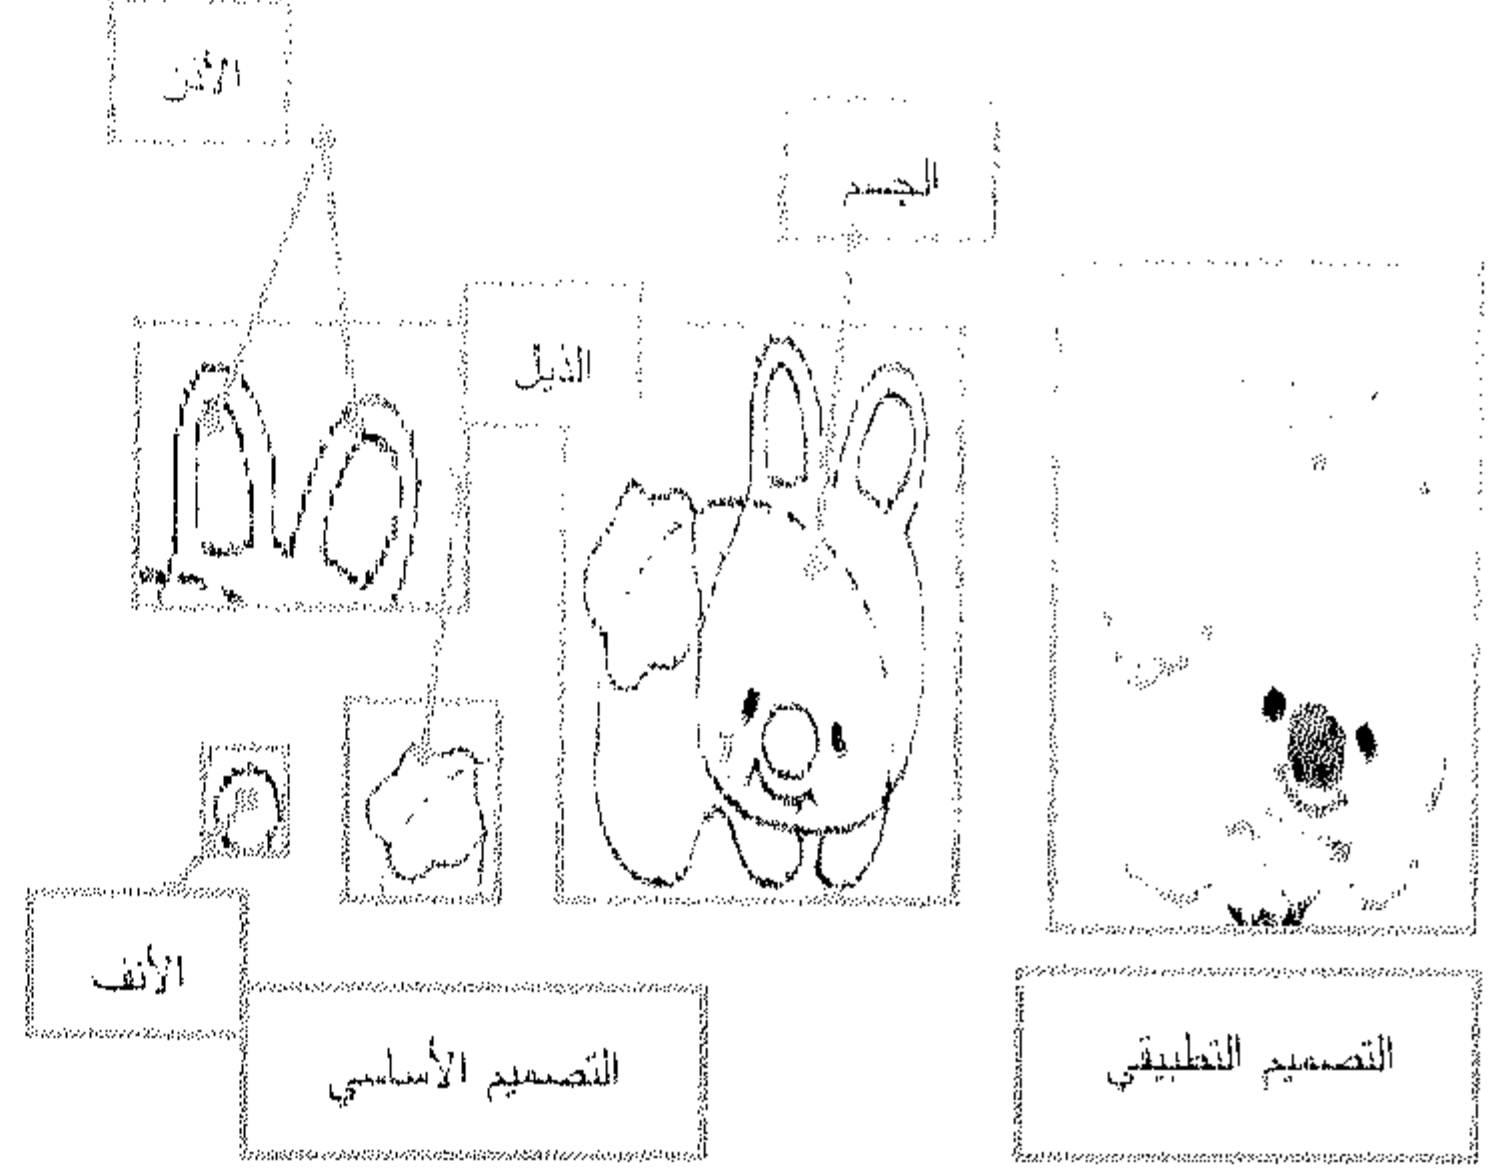 الأذن
الجسم
الذيل
الأنف
التصميم التطبيقي
التصميم الأساسي